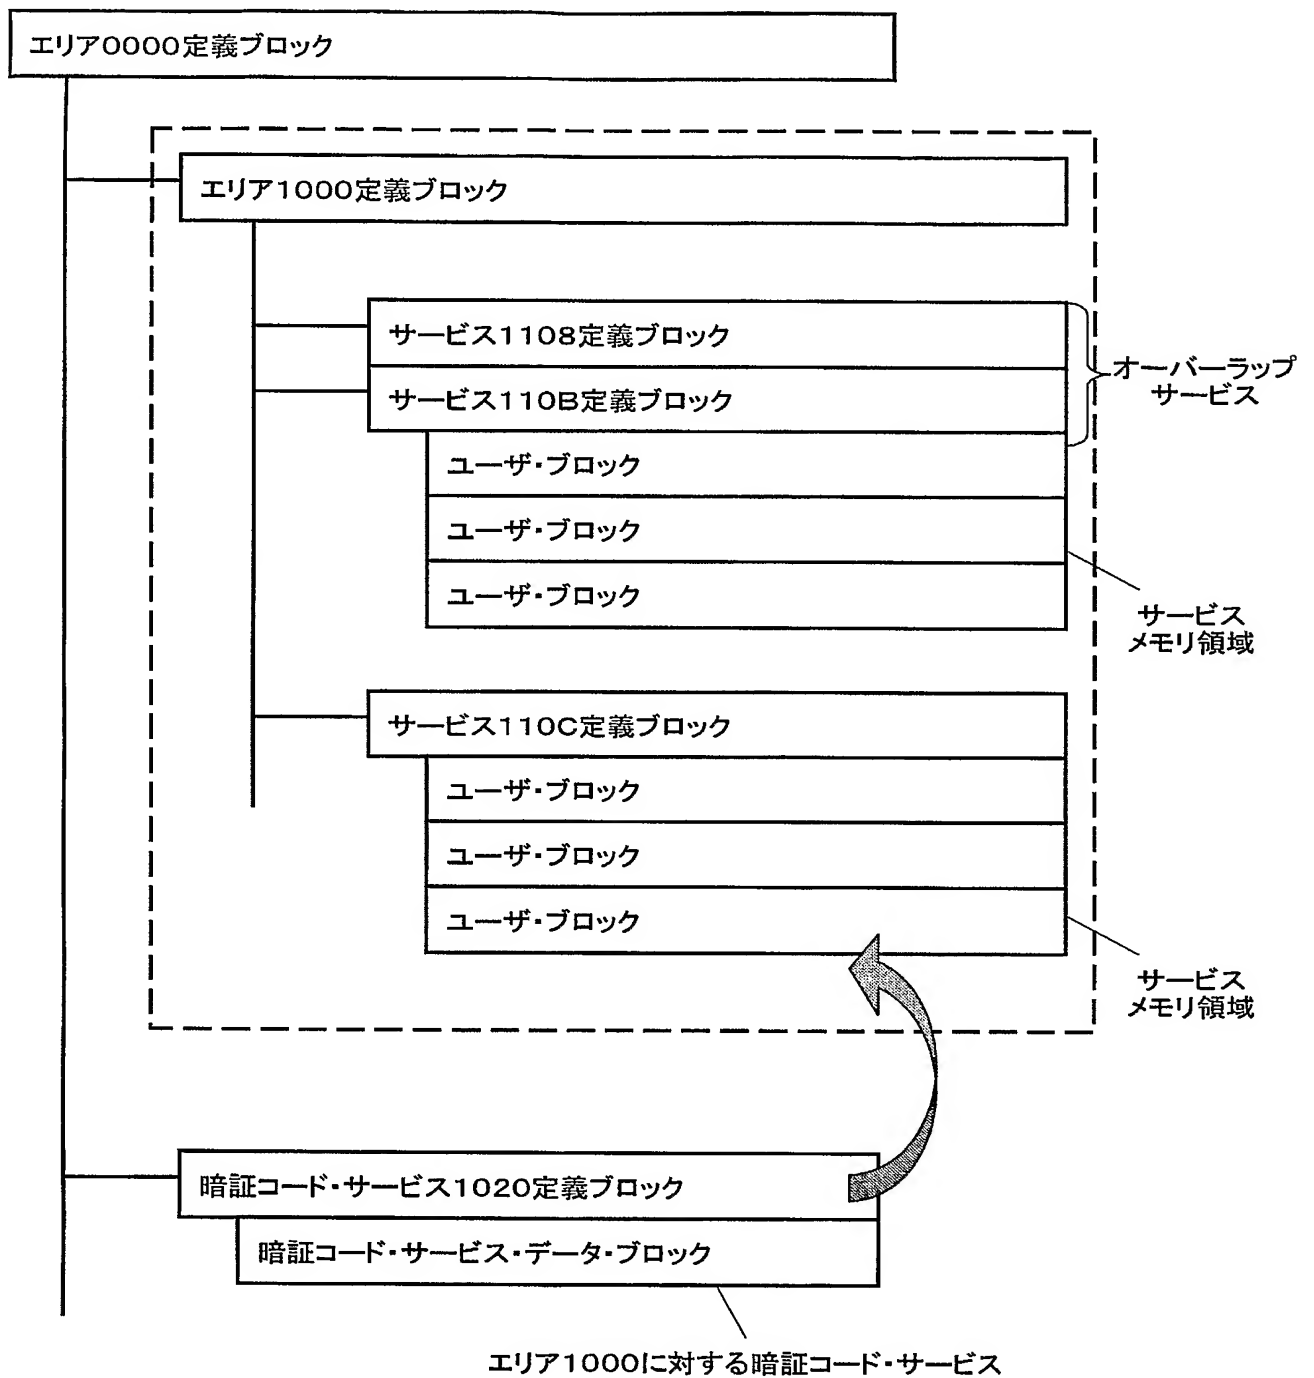 エリア0000定義ブロック
エリア1000定義ブロック
サービス1108定義ブロック
サービス110B定義ブロック
オーバーラップ
サービス
ユーザ・ブロック
ユーザ・ブロック
ユーザ・ブロック
サービス
メモリ領域
サービス110C定義ブロック
ユーザ・ブロック
ユーザ・ブロック
ユーザ・ブロック
サービス
メモリ領域
暗証コード・サービス1020定義ブロック
暗証コード・サービス・データ・ブロック
エリア1000に対する暗証コード・サービス